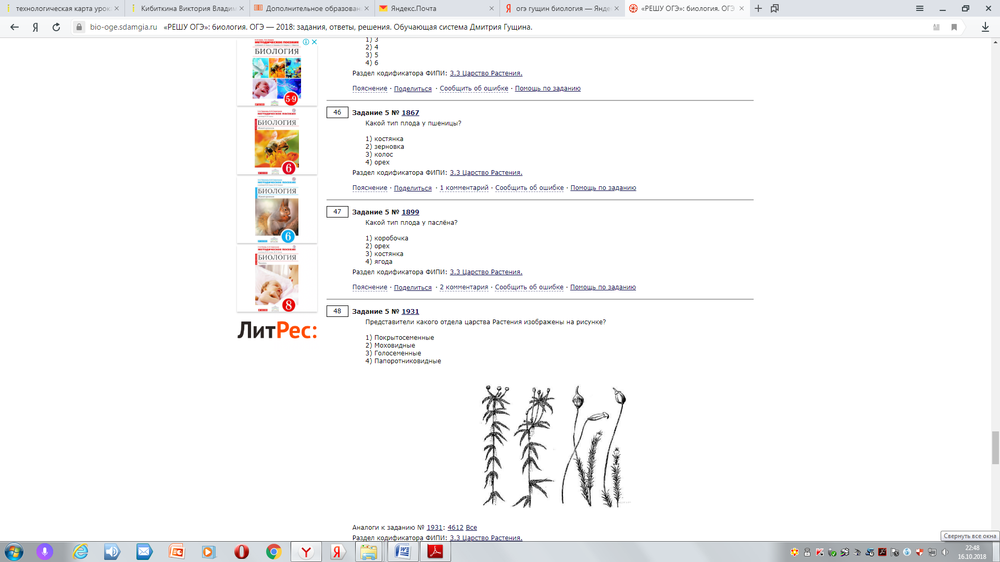 технологическая карта урок
Кибиткина Виктория Владим
Дополнительное образован
Яндекс.Почта
огэ гущин биология — Янде
«РЕШУ ОГЭ»: биология. ОГЭ
bio-oge.sdamgia.ru «РЕШУ ОГЭ»: биология. ОГЭ — 2018: задания, ответы, решения. Обучающая система Дмитрия Гущина.
МЕТОДИЧЕСКОЕ ПОСОБИЕ
БИОЛОГИЯ
5-9
МЕТОДИЧЕСКОЕ ПОСОБИЕ
БИОЛОГИЯ
6
МЕТОДИЧЕСКОЕ ПОСОБИЕ
БИОЛОГИЯ
6
МЕТОДИЧЕСКОЕ ПОСОБИЕ
БИОЛОГИЯ
8
ЛитРес:
1) 3
2) 4
3) 5
4) 6
Раздел кодификатора ФИПИ: 3.3 Царство Растения.
Пояснение · Поделиться · Сообщить об ошибке · Помощь по заданию
46 Задание 5 № 1867
Какой тип плода у пшеницы?
1) костянка
2) зерновка
3) колос
4) орех
Раздел кодификатора ФИПИ: 3.3 Царство Растения.
Пояснение · Поделиться · 1 комментарий · Сообщить об ошибке · Помощь по заданию
47 Задание 5 № 1899
Какой тип плода у паслёна?
1) коробочка
2) орех
3) костянка
4) ягода
Раздел кодификатора ФИПИ: 3.3 Царство Растения.
Пояснение · Поделиться · 2 комментария · Сообщить об ошибке · Помощь по заданию
48 Задание 5 № 1931
Представители какого отдела царства Растения изображены на рисунке?
1) Покрытосеменные
2) Моховидные
3) Голосеменные
4) Папоротниковидные
Аналоги к заданию № 1931: 4612 Все
Раздел кодификатора ФИПИ: 3.3 Царство Растения.
Свернуть все окна
22:48
16.10.2018